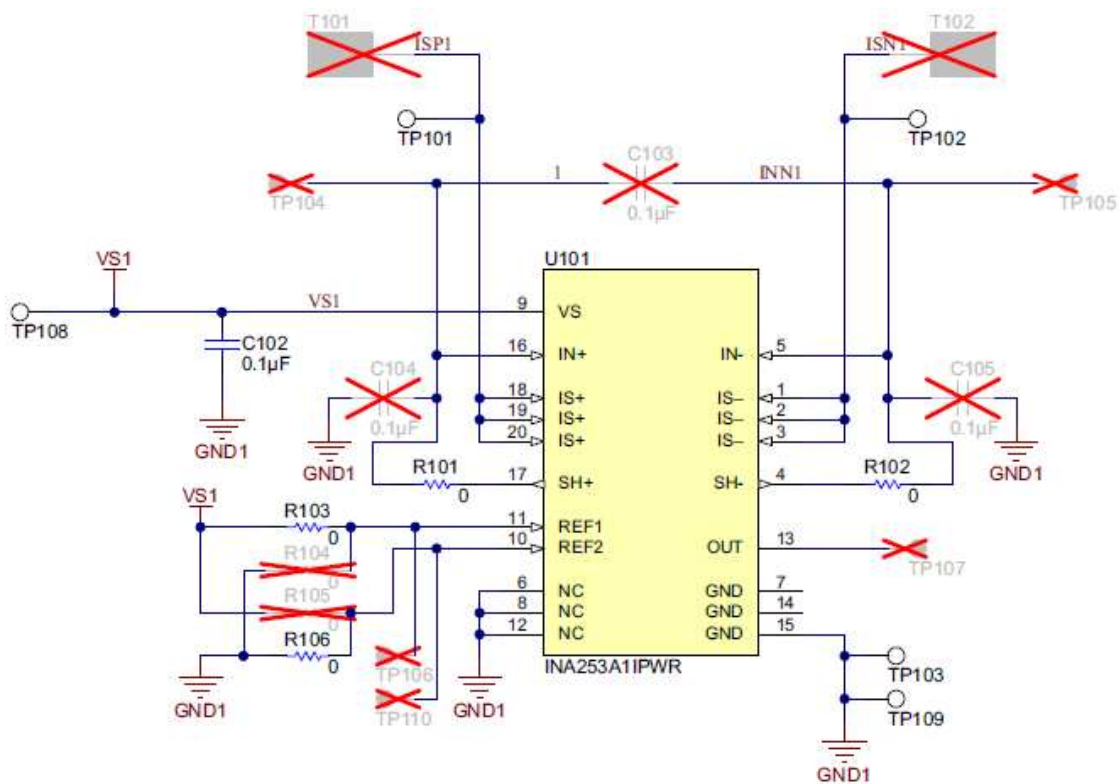 T101
T102
ISP1
ISN1
TP101
TP102
C103
1
INN1
TP104
0.1µF
TP105
U101
VS1
VS1
9
VS
TP108
C102
0.1µF
16
IN+
IN-
5
C104
0.1µF
18
IS+
IS–
1
C105
0.1µF
19
IS+
IS–
2
20
IS+
IS–
3
GND1
GND1
GND1
R101
0
17
SH+
SH-
4
R102
0
VS1
R103
0
11
REF1
10
REF2
OUT
13
R104
0
TP107
R105
0
6
NC
GND
7
8
NC
GND
14
12
NC
GND
15
R106
0
TP106
INA253A1IPWR
TP103
GND1
TP110
GND1
TP109
GND1